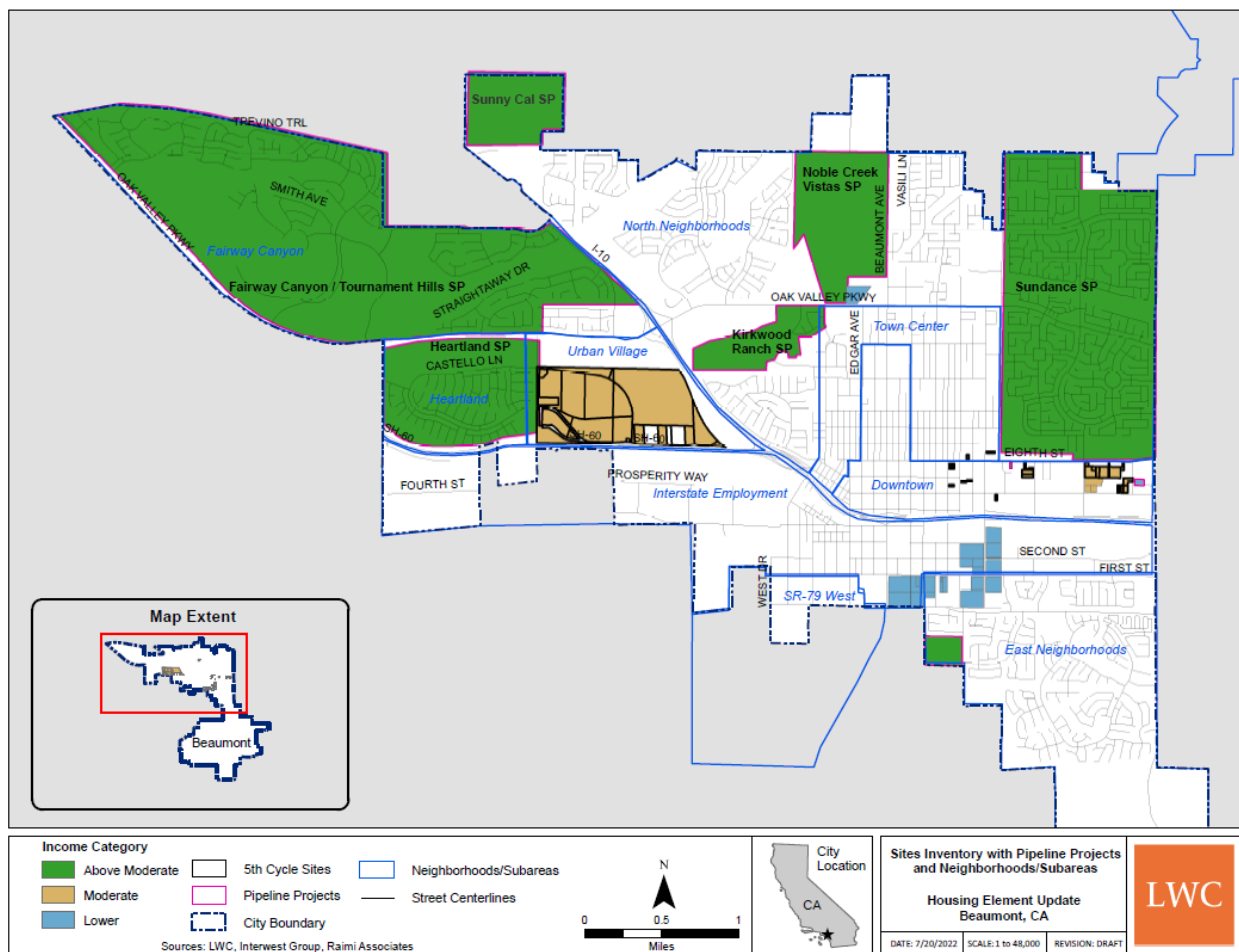 Sunny Cal SP
TREVINO TRL
SMITH AVE
OAK VALLEY PKWY
Fairway Canyon
Fairway Canyon / Tournament Hills SP
STRAIGHTAWAY DR
I-10
North Neighborhoods
Noble Creek
Vistas SP
BEAUMONT AVE
VASILI LN
OAK VALLEY PKWY
Sundance SP
Kirkwood
Ranch SP
EDGAR AVE
Town Center
Heartland SP
CASTELLO LN
Heartland
Urban Village
SH-60
SH-60
SH-60
EIGHTH ST
FOURTH ST
PROSPERITY WAY
Interstate Employment
Downtown
SECOND ST
FIRST ST
WEST DR
SR-79 West
East Neighborhoods
Map Extent
Beaumont
Income Category
Above Moderate
Moderate
Lower
5th Cycle Sites
Pipeline Projects
City Boundary
Neighborhoods/Subareas
Street Centerlines
Sources: LWC, Interwest Group, Raimi Associates
N
0 0.5 1
Miles
City
Location
CA
Sites Inventory with Pipeline Projects
and Neighborhoods/Subareas
Housing Element Update
Beaumont, CA
DATE: 7/20/2022 SCALE:1 to 48,000 REVISION: DRAFT
LWC